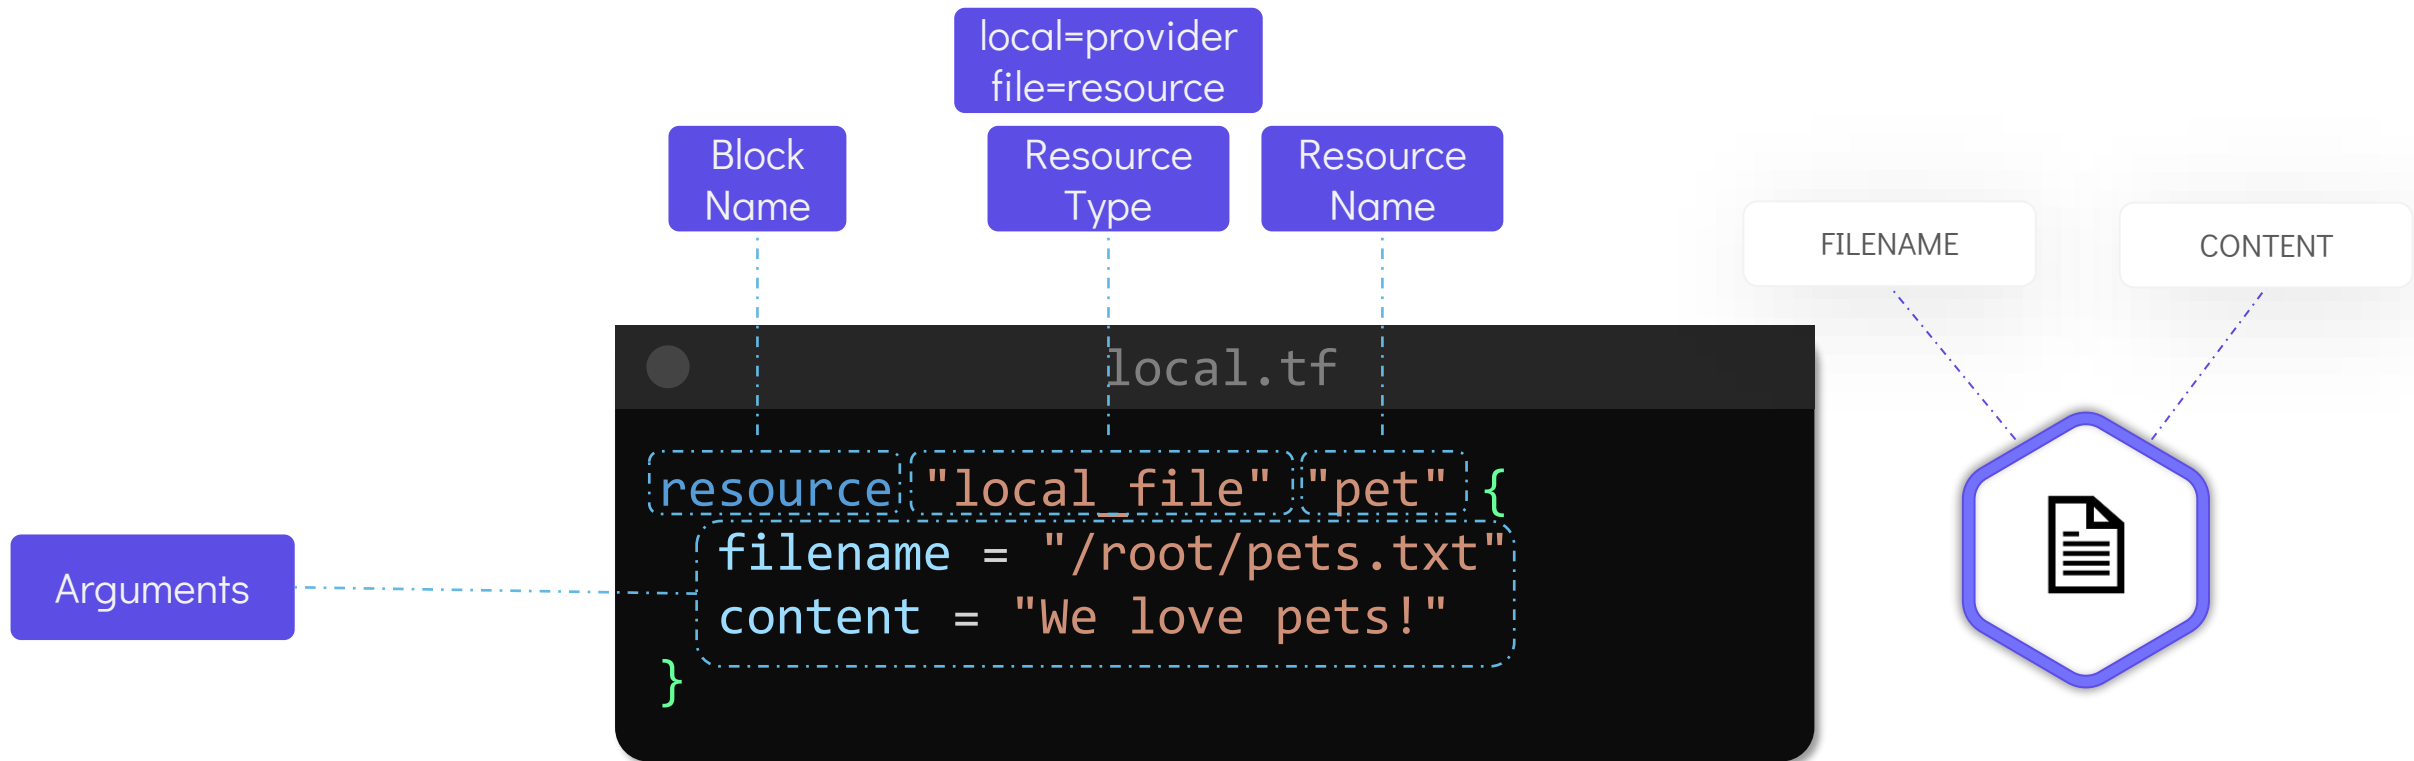 local=provider
file=resource
Block
Name
Resource
Type
Resource
Name
FILENAME
CONTENT
local.tf
resource "local_file" "pet" {
filename = "/root/pets.txt"
content = "We love pets!"
}
Arguments